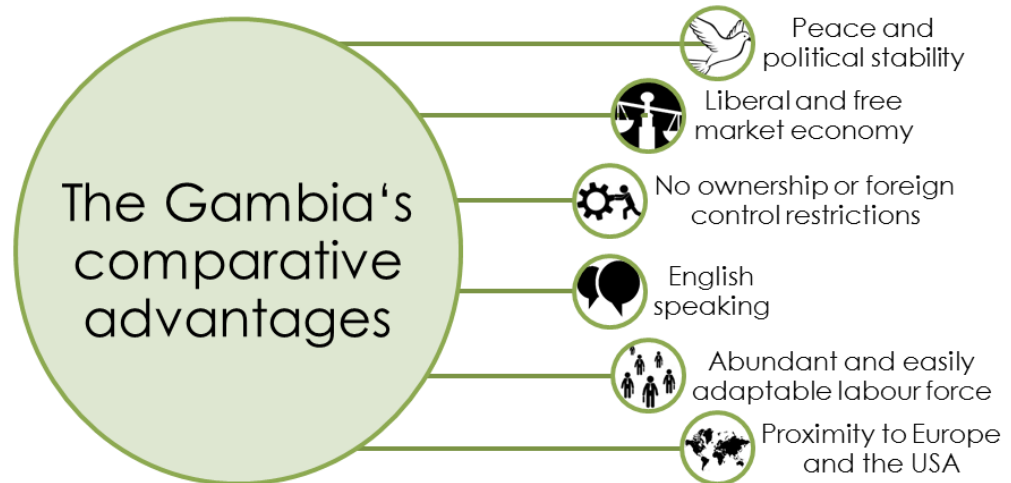 The Gambia‘s
comparative
advantages
Peace and
political stability
Liberal and free
market economy
No ownership or foreign
control restrictions
English
speaking
Abundant and easily
adaptable labour force
Proximity to Europe
and the USA